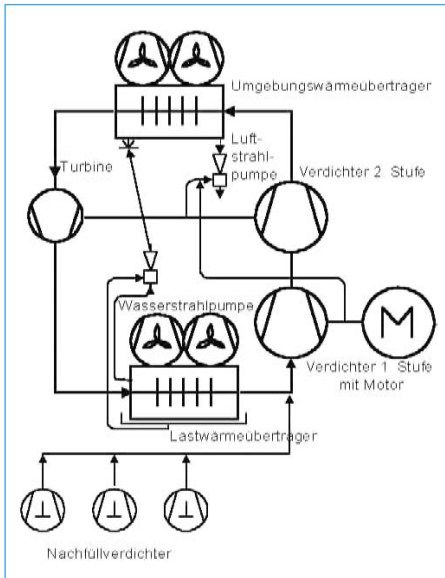 Umgebungswärmeübertrager
Luft-
strahl-
pumpe
Turbine
Verdichter 2 Stufe
Wasserstrahlpumpe
M
Verdichter 1 Stufe
mit Motor
Lastwärmeübertrager
Nachfüllverdichter